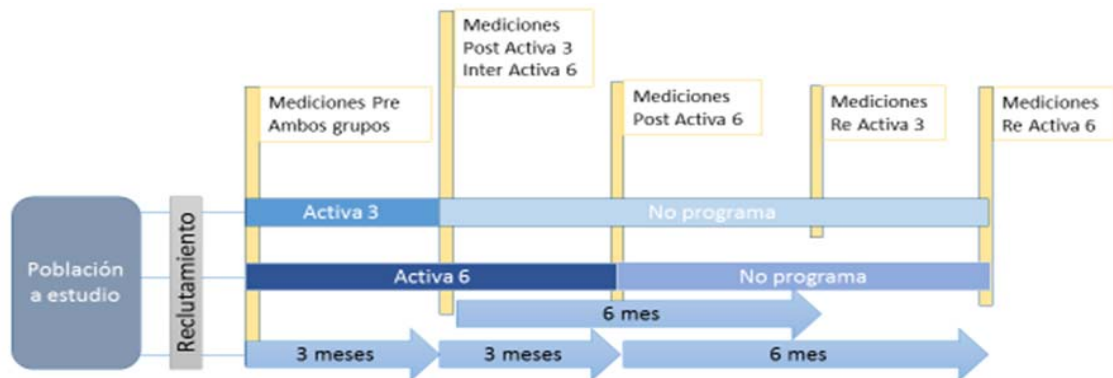 Mediciones
Post Activa 3
Inter Activa 6
Mediciones Pre
Ambos grupos
Mediciones
Post Activa 6
Mediciones
Re Activa 3
Mediciones
Re Activa 6
Población
a estudio
Reclutamiento
Activa 3
No programa
Activa 6
No programa
6 mes
3 meses
3 meses
6 mes